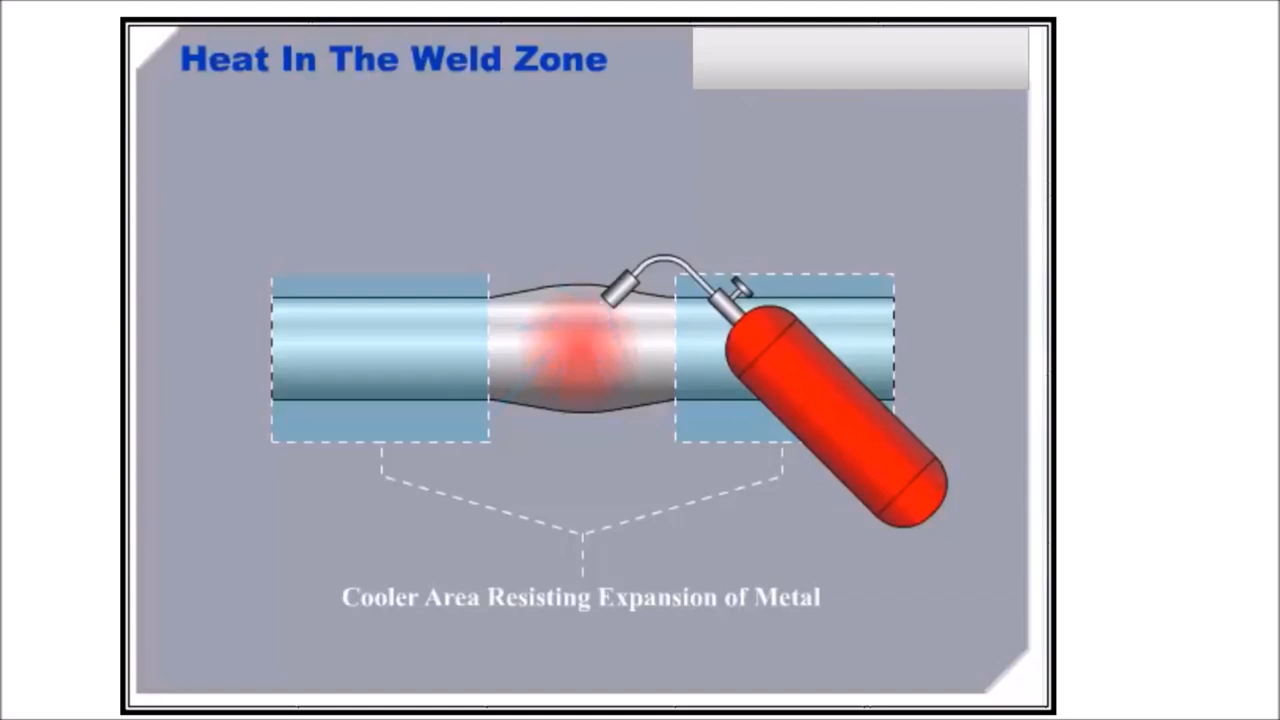 Heat In The Weld Zone
Cooler Area Resisting Expansion of Metal